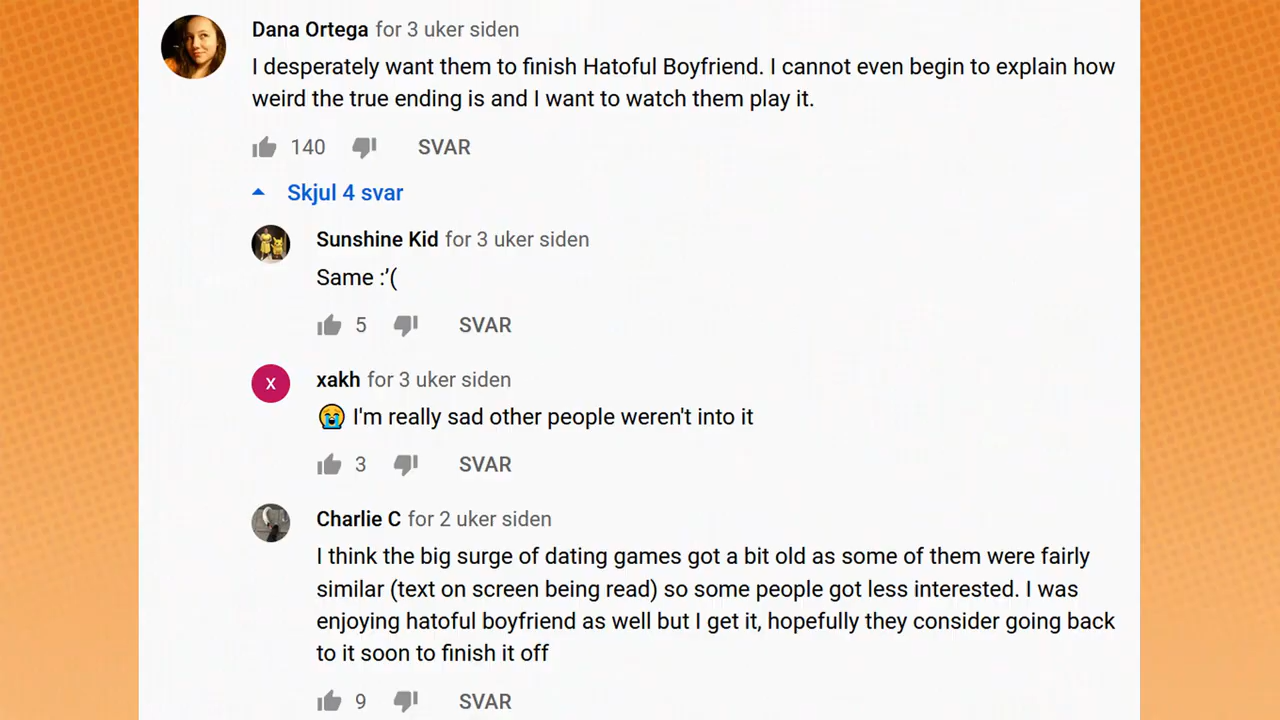 Dana Ortega for 3 uker siden
I desperately want them to finish Hatoful Boyfriend. I cannot even begin to explain how
weird the true ending is and I want to watch them play it.
140 SVAR
Skjul 4 svar
Sunshine Kid for 3 uker siden
Same :’(
5 SVAR
X
xakh for 3 uker siden
😭 I'm really sad other people weren't into it
3 SVAR
Charlie C for 2 uker siden
I think the big surge of dating games got a bit old as some of them were fairly
similar (text on screen being read) so some people got less interested. I was
enjoying hatoful boyfriend as well but I get it, hopefully they consider going back
to it soon to finish it off
9 SVAR